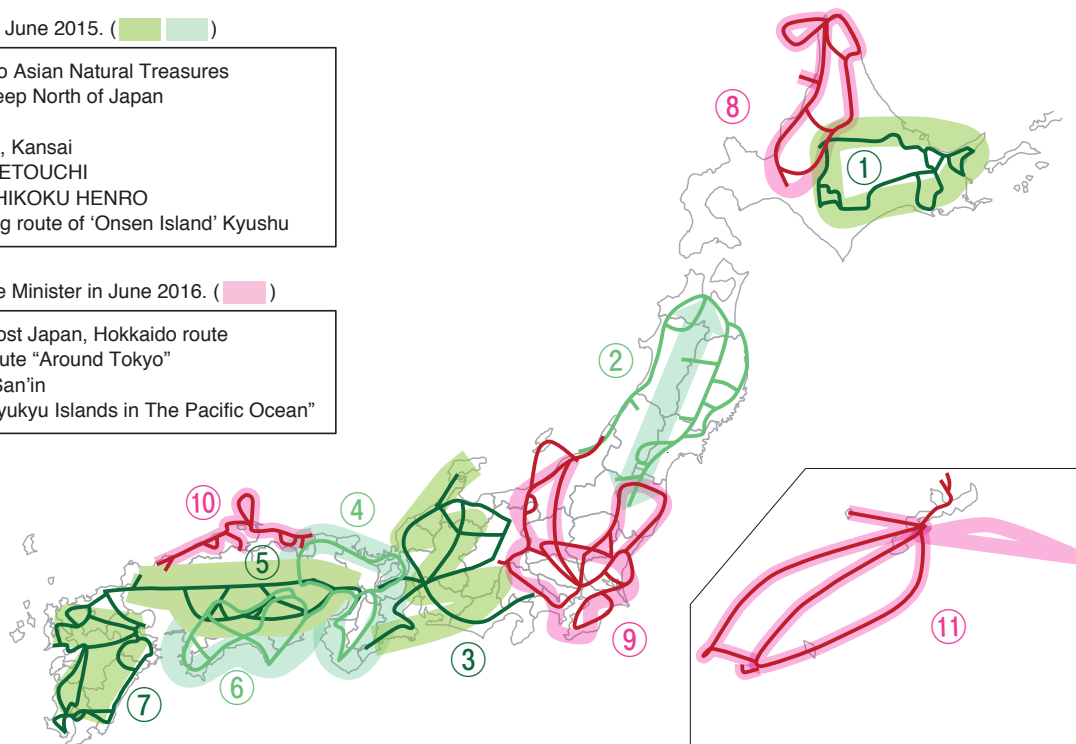 June 2015. ( )
o Asian Natural Treasures
eep North of Japan
, Kansai
ETOUCHI
HIKOKU HENRO
g route of ‘Onsen Island’ Kyushu
e Minister in June 2016. ( )
ost Japan, Hokkaido route
ute “Around Tokyo”
San’in
yukyu Islands in The Pacific Ocean”
⑧
①
②
⑩
④
⑤
③
⑨
⑪
⑥
⑦